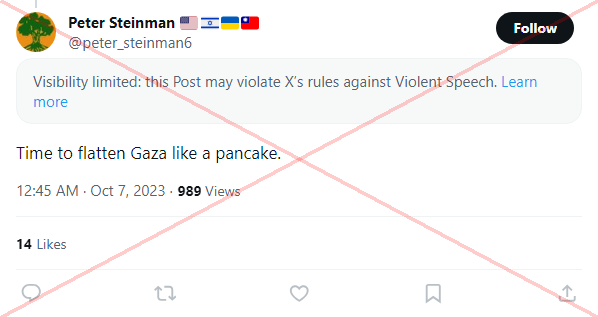 Peter Steinman 🇺🇸 🇮🇱 🇺🇦 🇹🇼
@peter_steinman6
Follow
Visibility limited: this Post may violate X's rules against Violent Speech. Learn
more
Time to flatten Gaza like a pancake.
12:45 AM · Oct 7, 2023 · 989 Views
14 Likes